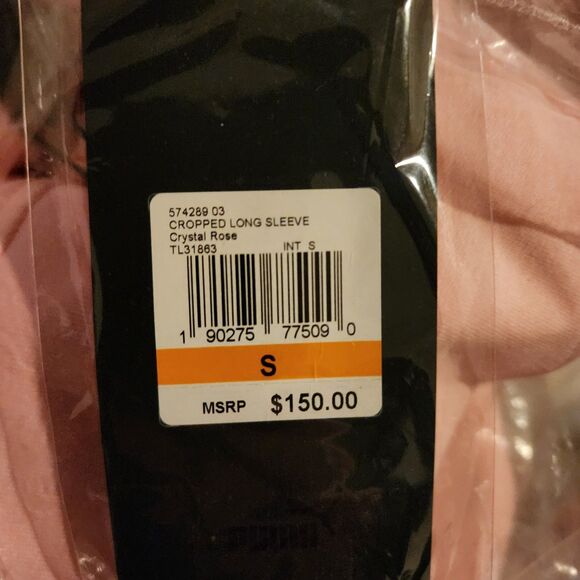 574289 03
CROPPED LONG SLEEVE
Crystal Rose
TL31863 INT S
1 90275 77509 0
S
MSRP $150.00